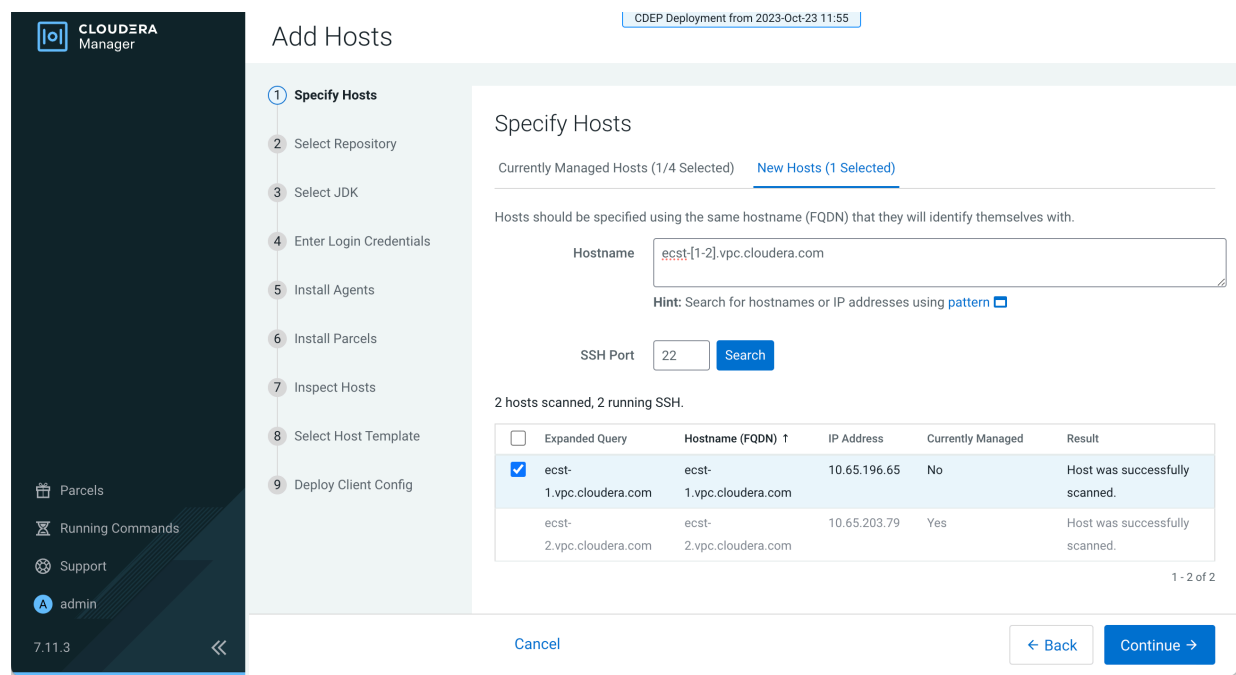 CLOUDERA
Manager
Parcels
Running Commands
Support
A admin
7.11.3
CDEP Deployment from 2023-Oct-23 11:55
Add Hosts
1 Specify Hosts
2 Select Repository
3 Select JDK
4 Enter Login Credentials
5 Install Agents
6 Install Parcels
7 Inspect Hosts
8 Select Host Template
9 Deploy Client Config
Specify Hosts
Currently Managed Hosts (1/4 Selected) New Hosts (1 Selected)
Hosts should be specified using the same hostname (FQDN) that they will identify themselves with.
Hostname ecst-[1-2].vpc.cloudera.com
Hint: Search for hostnames or IP addresses using pattern
SSH Port 22 Search
2 hosts scanned, 2 running SSH.
Expanded Query Hostname (FQDN) ↑ IP Address Currently Managed Result
ecst- ecst- 10.65.196.65 No Host was successfully
1.vpc.cloudera.com 1.vpc.cloudera.com scanned.
ecst- ecst- 10.65.203.79 Yes Host was successfully
2.vpc.cloudera.com 2.vpc.cloudera.com scanned.
1 - 2 of 2
Cancel ← Back Continue →